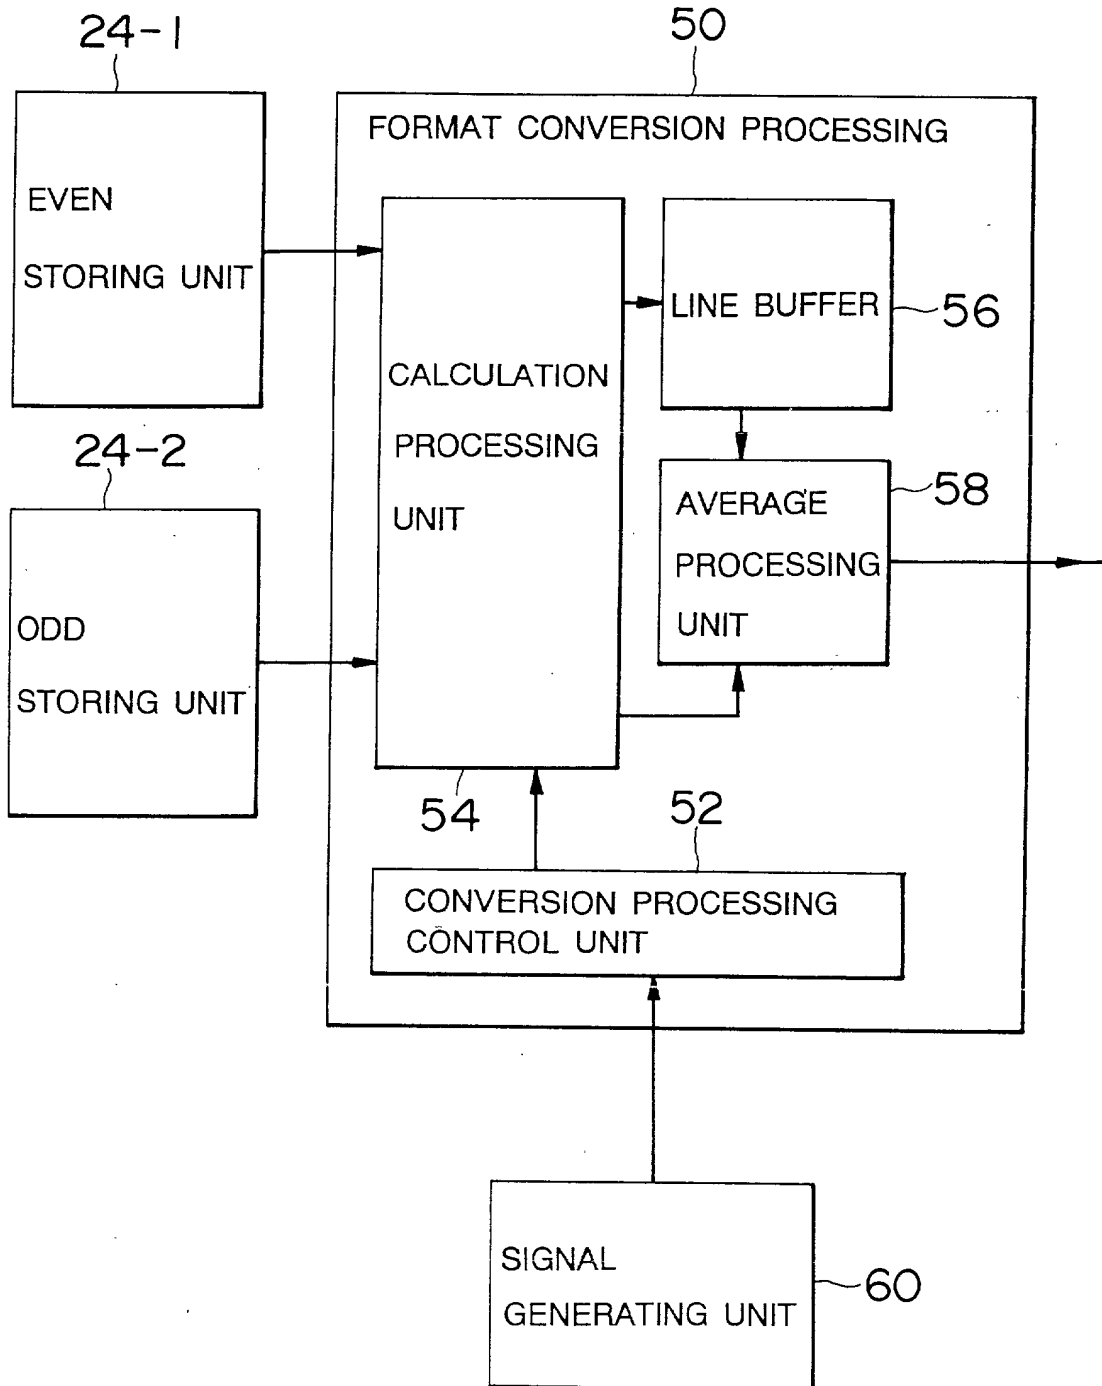 24-1
50
EVEN
STORING UNIT
FORMAT CONVERSION PROCESSING
LINE BUFFER
56
CALCULATION
PROCESSING
UNIT
24-2
58
AVERAGE
PROCESSING
UNIT
ODD
STORING UNIT
54
52
CONVERSION PROCESSING
CONTROL UNIT
SIGNAL
GENERATING UNIT
60